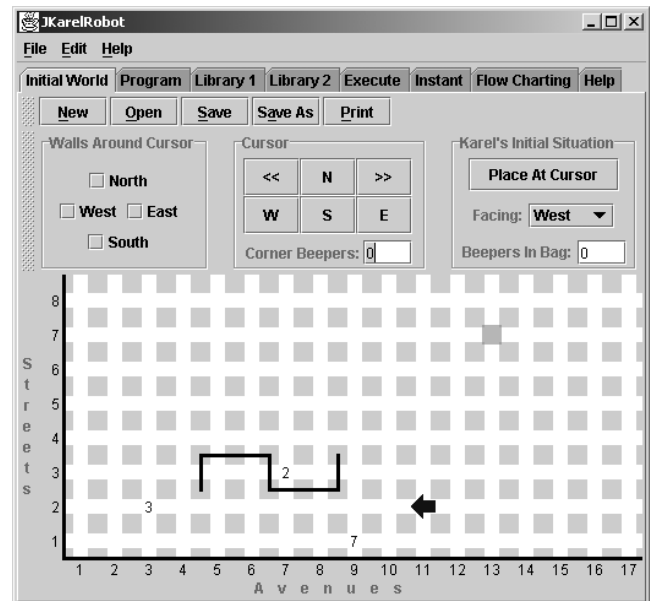 JKarelRobot
File Edit Help
Initial World Program Library 1 Library 2 Execute Instant Flow Charting Help
New Open Save Save As Print
Walls Around Cursor
North
West East
South
Cursor
<< N >>
W S E
Corner Beepers: 0
Karel's Initial Situation
Place At Cursor
Facing: West
Beepers In Bag: 0
Streets
8
7
6
5
4
3
2
1
2
3
7
1 2 3 4 5 6 7 8 9 10 11 12 13 14 15 16 17
Avenues